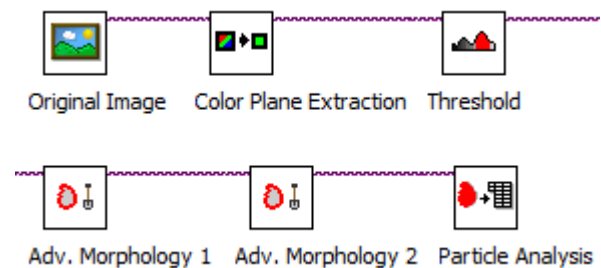 Original Image Color Plane Extraction Threshold
Adv. Morphology 1 Adv. Morphology 2 Particle Analysis